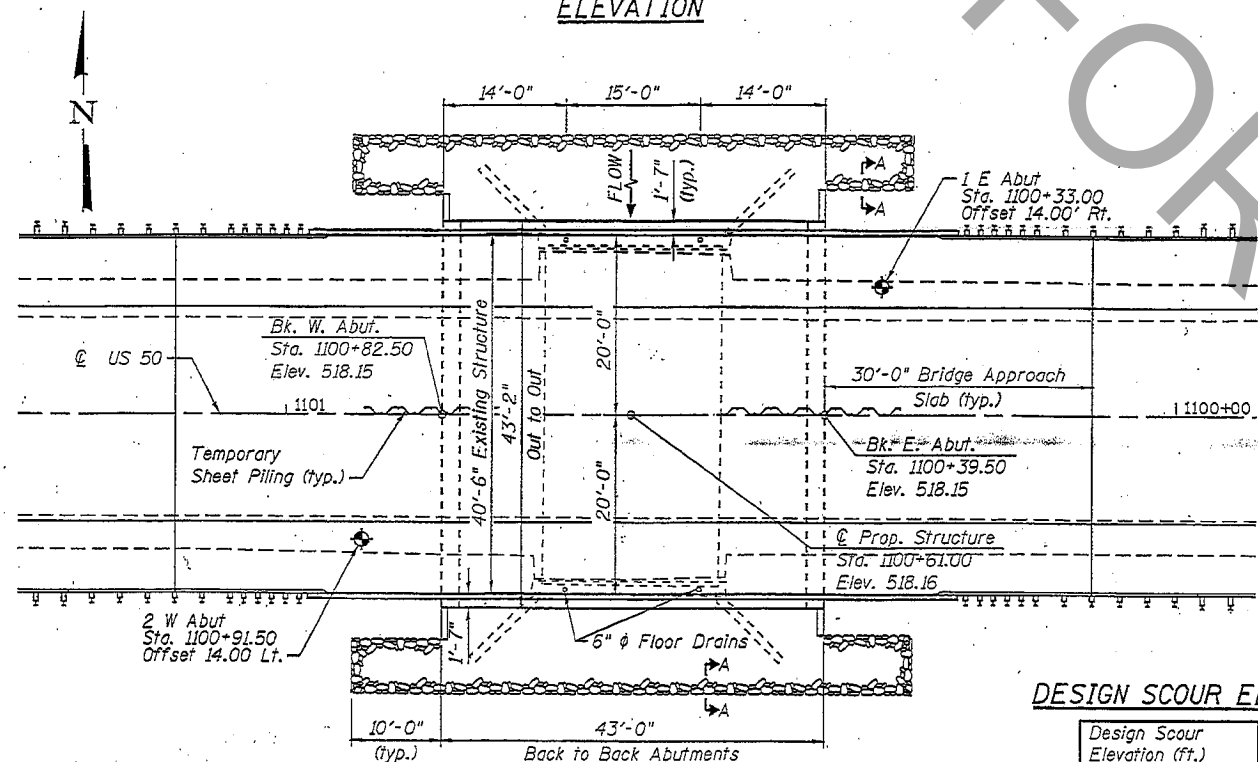 ELEVATION
N
14'-0" 15'-0" 14'-0"
FLOW
1'-7"
(typ.)
A
A
1 E Abut
Sta. 1100+33.00
Offset 14.00' Rt.
Bk. W. Abut.
Sta. 1100+82.50
Elev. 518.15
℄ US 50
1101
Temporary
Sheet Piling (typ.)
40'-6" Existing Structure
43'-2"
Out to Out
20'-0"
20'-0"
30'-0" Bridge Approach
Slab (typ.)
1100+00
Bk. E. Abut.
Sta. 1100+39.50
Elev. 518.15
℄ Prop. Structure
Sta. 1100+61.00
Elev. 518.16
2 W Abut
Sta. 1100+91.50
Offset 14.00 Lt.
1'-7"
6" ϕ Floor Drains
A
A
10'-0"
(typ.)
43'-0"
Back to Back Abutments
DESIGN SCOUR EL
Design Scour
Elevation (ft.)
FOR